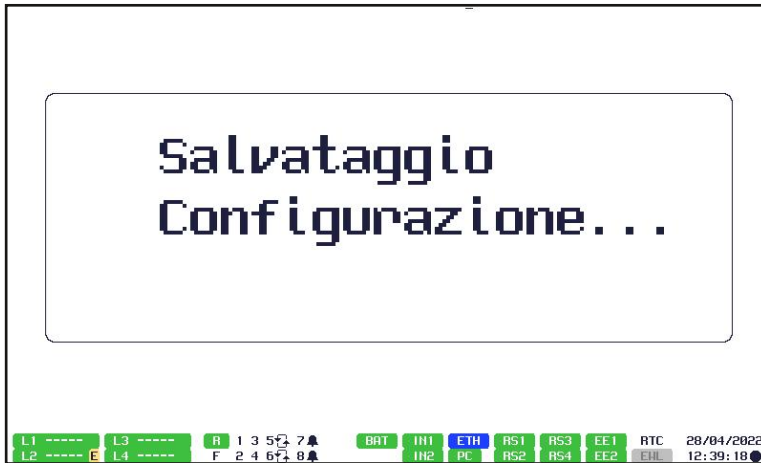 Salvataggio
Configurazione...
L1 ----- L3 ----- R 1 3 5 7 BAT IN1 ETH RS1 RS3 EE1 RTC 28/04/2022
L2 ----- E L4 ----- F 2 4 6 8 IN2 PC RS2 RS4 EE2 EWL 12:39:18